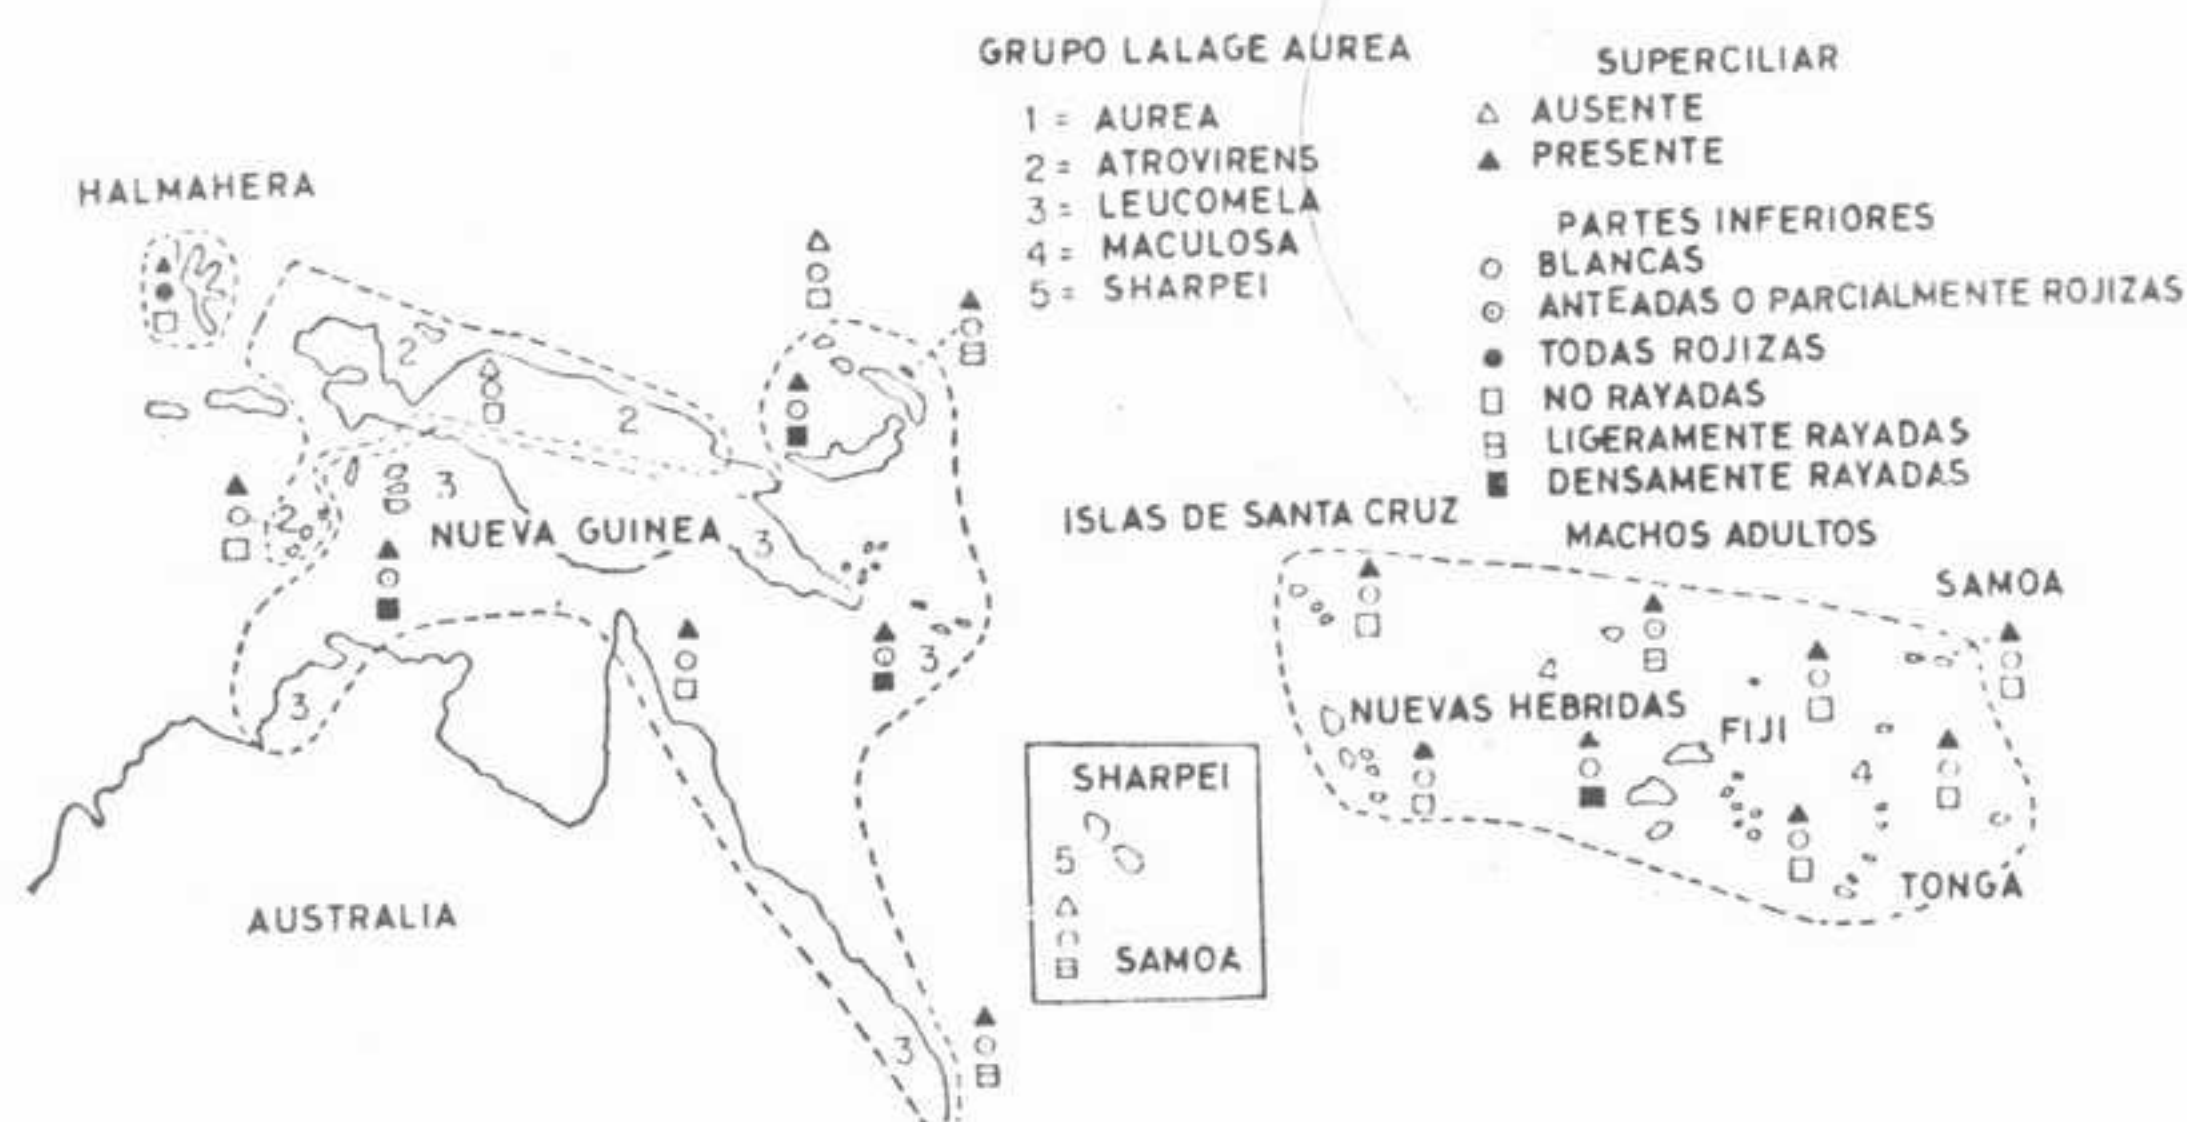 GRUPO LALAGE AUREA
1 = AUREA
2 = ATROVIRENS
3 = LEUCOMELA
4 = MACULOSA
5 = SHARPEI
SUPERCILIAR
AUSENTE
PRESENTE
PARTES INFERIORES
BLANCAS
ANTEADAS O PARCIALMENTE ROJIZAS
TODAS ROJIZAS
NO RAYADAS
LIGERAMENTE RAYADAS
DENSAMENTE RAYADAS
MACHOS ADULTOS
HALMAHERA
2
2
2
3
NUEVA GUINEA
3
3
3
AUSTRALIA
3
ISLAS DE SANTA CRUZ
SAMOA
4
NUEVAS HEBRIDAS
FIJI
4
TONGA
SHARPEI
5
SAMOA